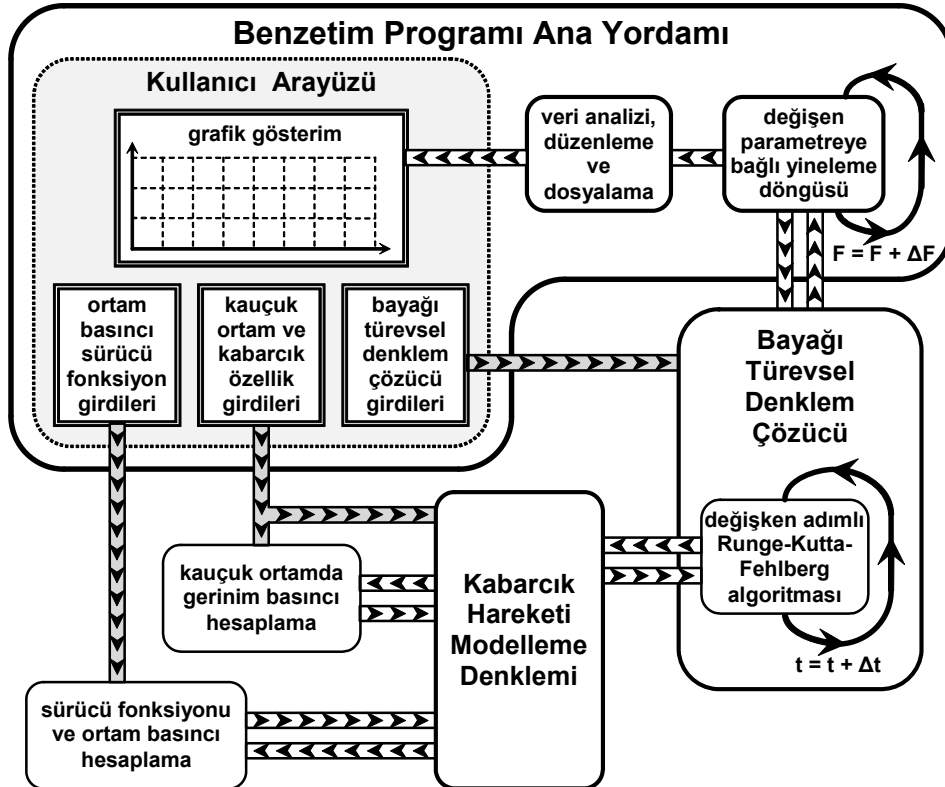 Benzetim Programı Ana Yordamı
Kullanıcı Arayüzü
grafik gösterim
veri analizi,
düzenleme
ve
dosyalama
değişen
parametreye
bağlı yineleme
döngüsü
F = F + ΔF
ortam
basıncı
sürücü
fonksiyon
girdileri
kauçuk
ortam ve
kabarcık
özellik
girdileri
bayağı
türevsel
denklem
çözücü
girdileri
Bayağı
Türevsel
Denklem
Çözücü
değişken adımlı
Runge-Kutta-
Fehlberg
algoritması
t = t + Δt
kauçuk ortamda
gerinim basıncı
hesaplama
Kabarcık
Hareketi
Modelleme
Denklemi
sürücü fonksiyonu
ve ortam basıncı
hesaplama